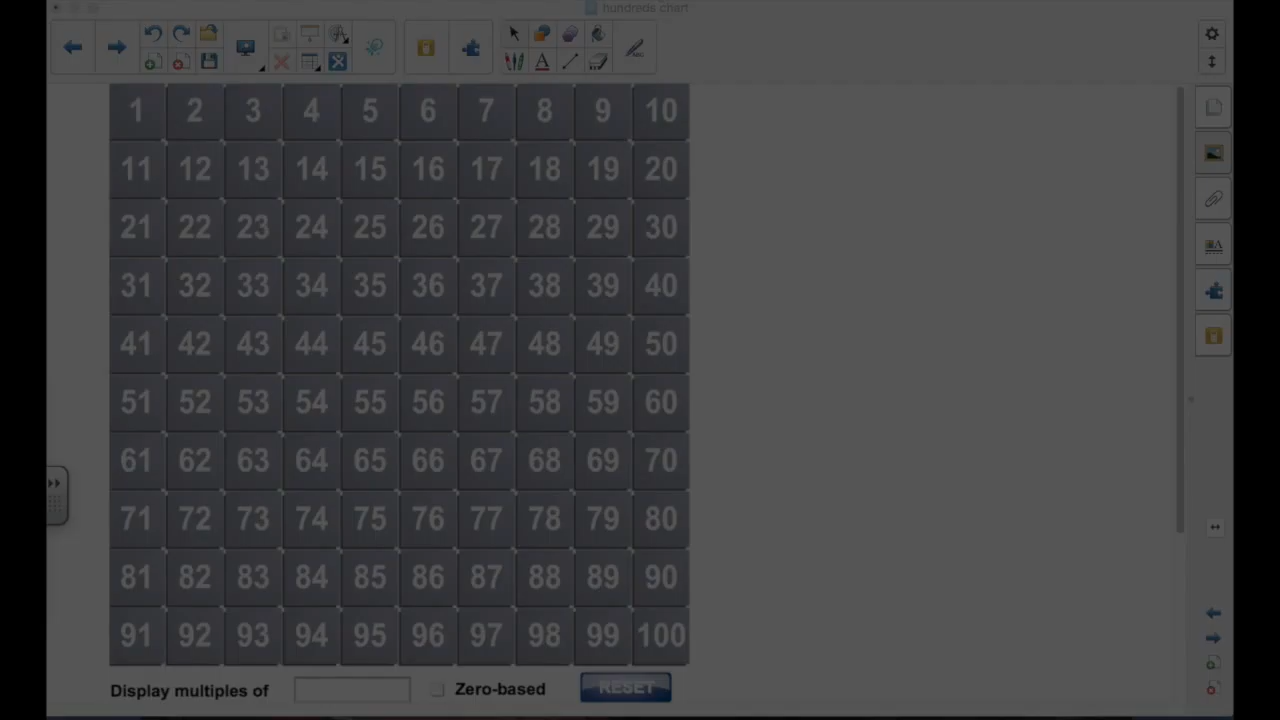 hundreds chart
1 2 3 4 5 6 7 8 9 10
11 12 13 14 15 16 17 18 19 20
21 22 23 24 25 26 27 28 29 30
31 32 33 34 35 36 37 38 39 40
41 42 43 44 45 46 47 48 49 50
51 52 53 54 55 56 57 58 59 60
61 62 63 64 65 66 67 68 69 70
71 72 73 74 75 76 77 78 79 80
81 82 83 84 85 86 87 88 89 90
91 92 93 94 95 96 97 98 99 100
Display multiples of Zero-based RESET